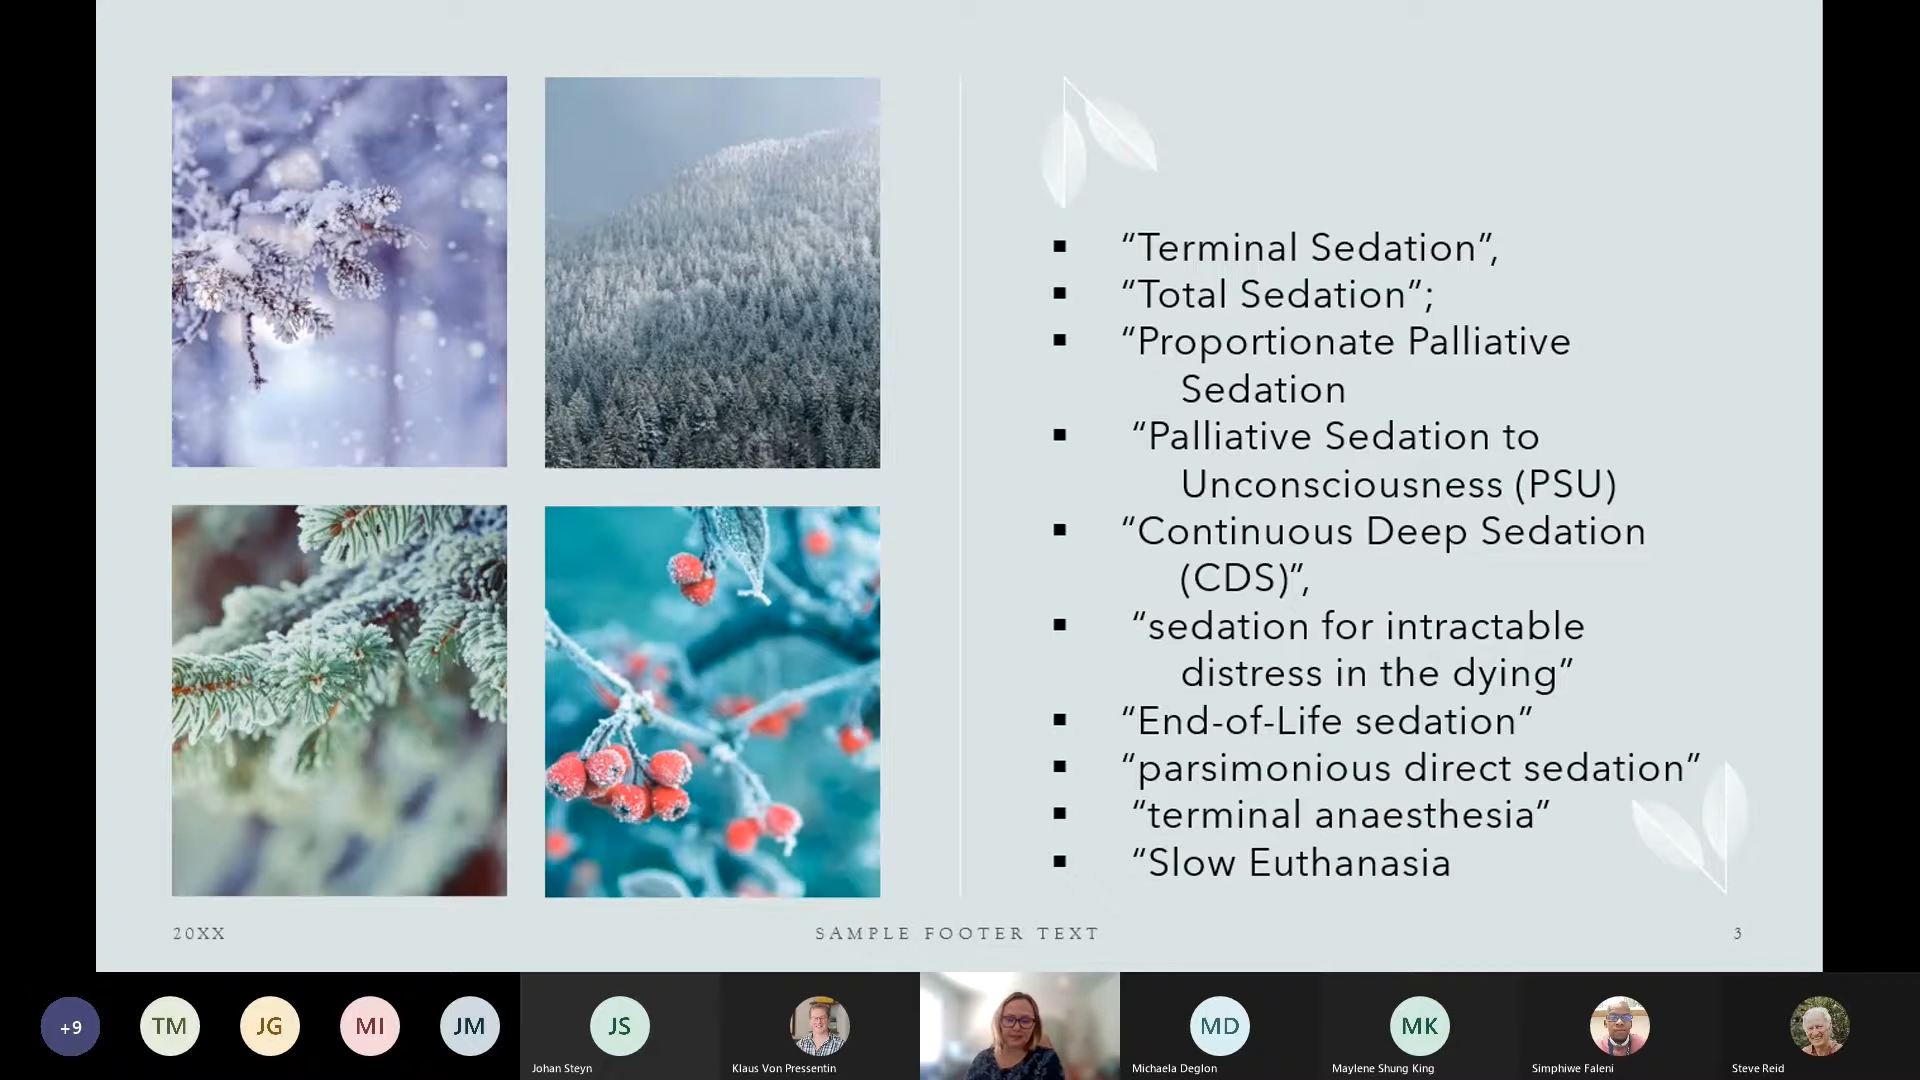 “Terminal Sedation”,
“Total Sedation”;
“Proportionate Palliative
Sedation
“Palliative Sedation to
Unconsciousness (PSU)
“Continuous Deep Sedation
(CDS)”,
“sedation for intractable
distress in the dying”
“End-of-Life sedation”
“parsimonious direct sedation”
“terminal anaesthesia”
“Slow Euthanasia
20XX
SAMPLE FOOTER TEXT
3
+9
TM
JG
MI
JM
JS
MD
MK
Johan Steyn
Klaus Von Pressentin
Michaela Deglon
Maylene Shung King
Simphiwe Faleni
Steve Reid